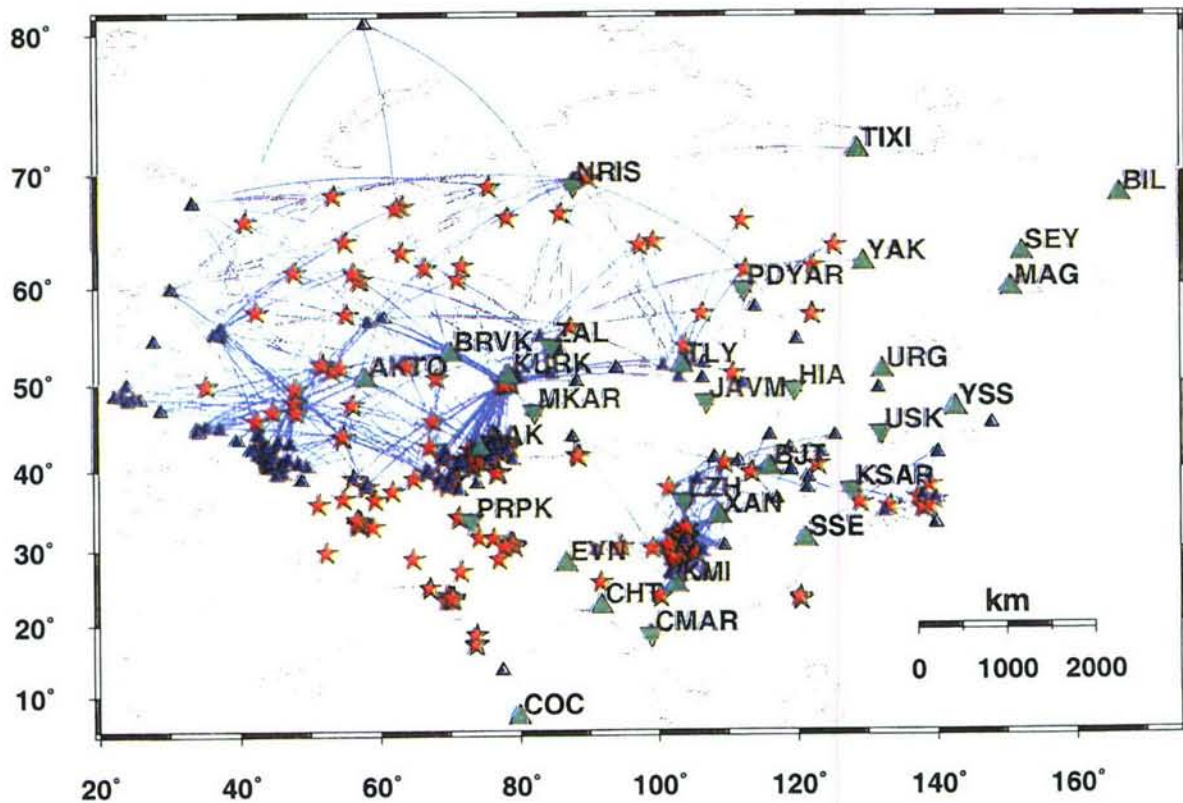 80°
70°
60°
50°
40°
30°
20°
10°
TIXI
BIL
NRIS
SEY
YAK
MAG
PDYAR
BRVK
ZAL
TLY
URG
AKTO
KURK
HIA
JAVM
YSS
MKAR
USK
AK
BJT
KSAR
LZH
PRPK
XAN
SSE
EVN
KMI
CHT
CMAR
km
0 1000 2000
COC
20° 40° 60° 80° 100° 120° 140° 160°